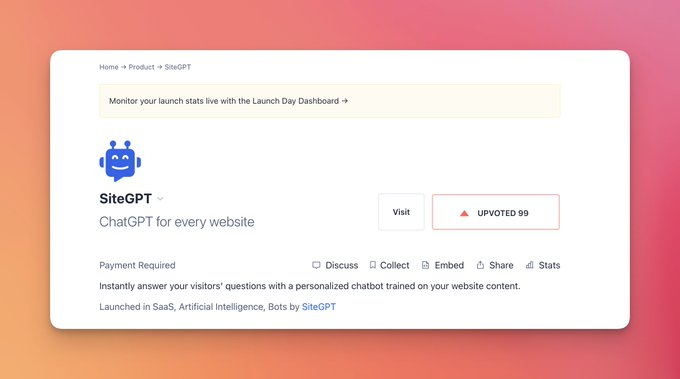 Home → Product → SiteGPT
Monitor your launch stats live with the Launch Day Dashboard →
SiteGPT
ChatGPT for every website
Visit
UPVOTED 99
Payment Required
Discuss
Collect
Embed
Share
Stats
Instantly answer your visitors' questions with a personalized chatbot trained on your website content.
Launched in SaaS, Artificial Intelligence, Bots by SiteGPT